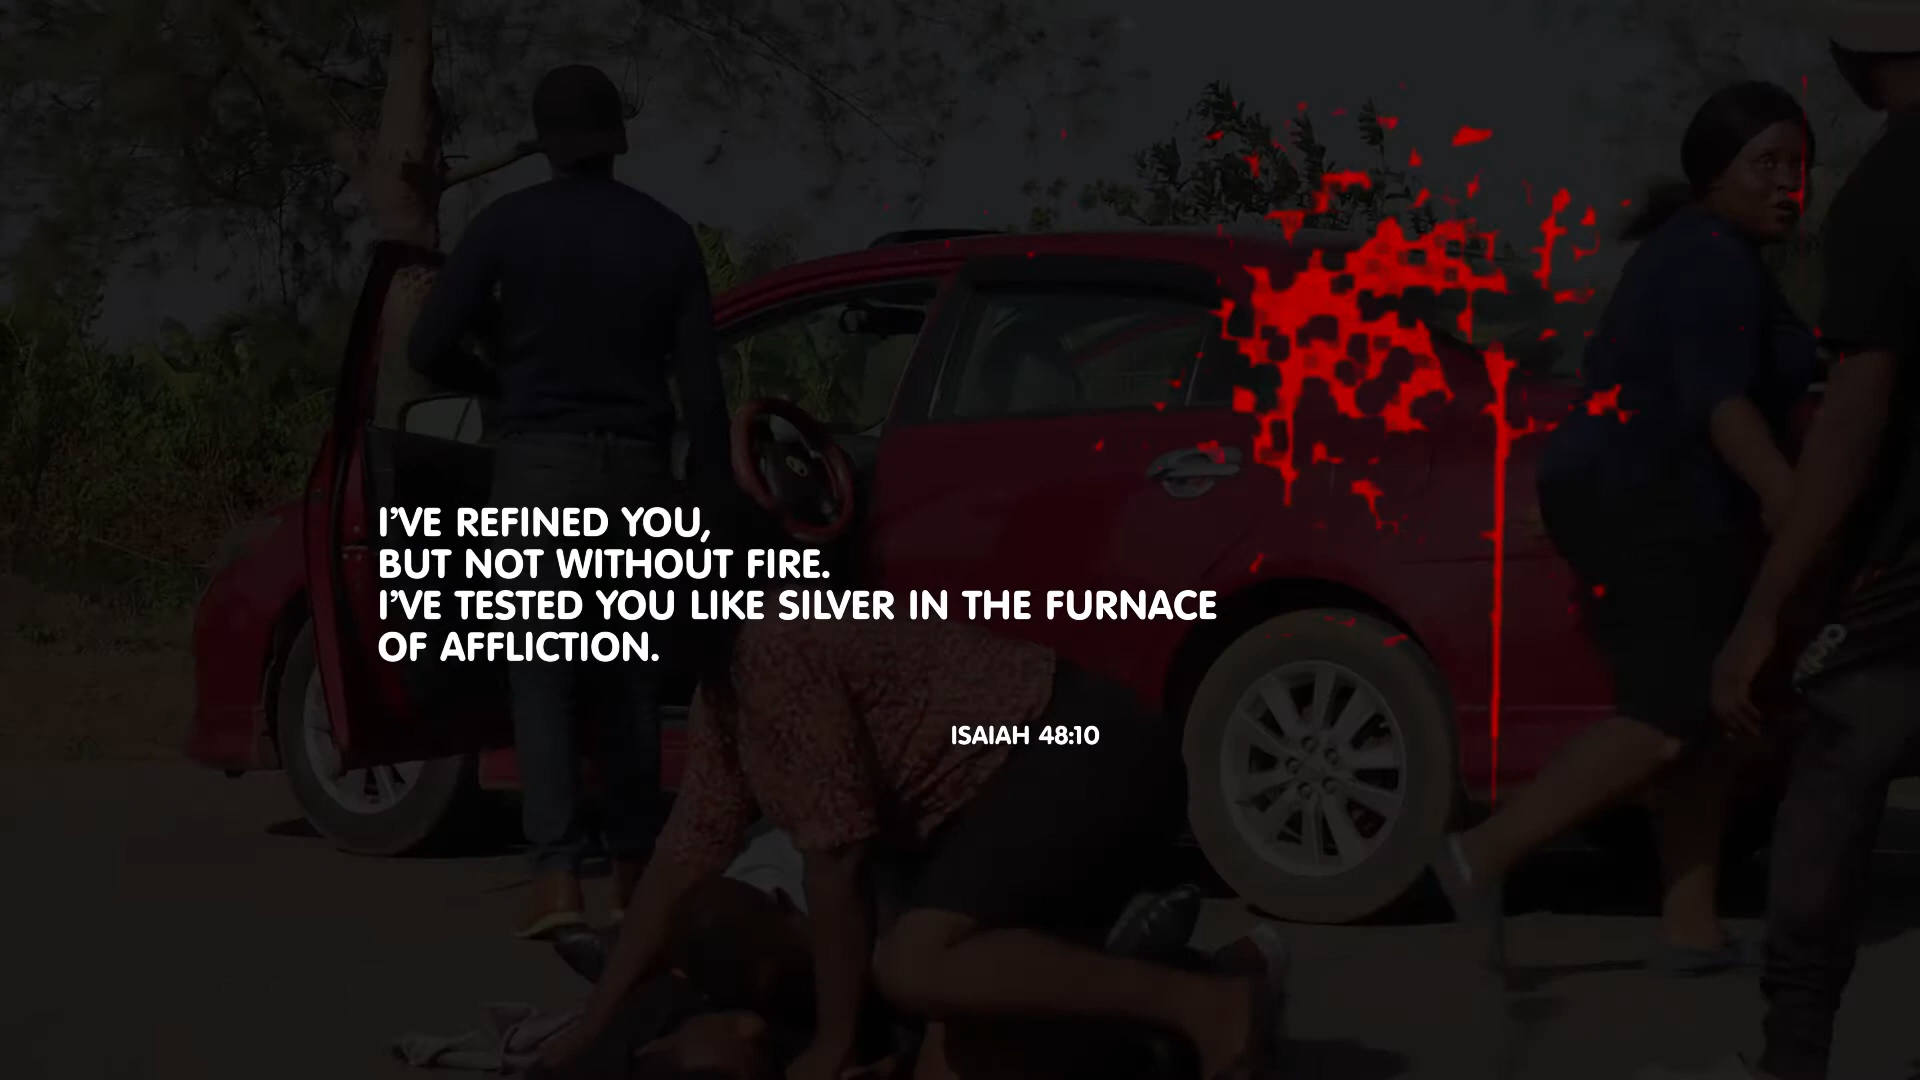 I'VE REFINED YOU,
BUT NOT WITHOUT FIRE.
I'VE TESTED YOU LIKE SILVER IN THE FURNACE
OF AFFLICTION.
ISAIAH 48:10